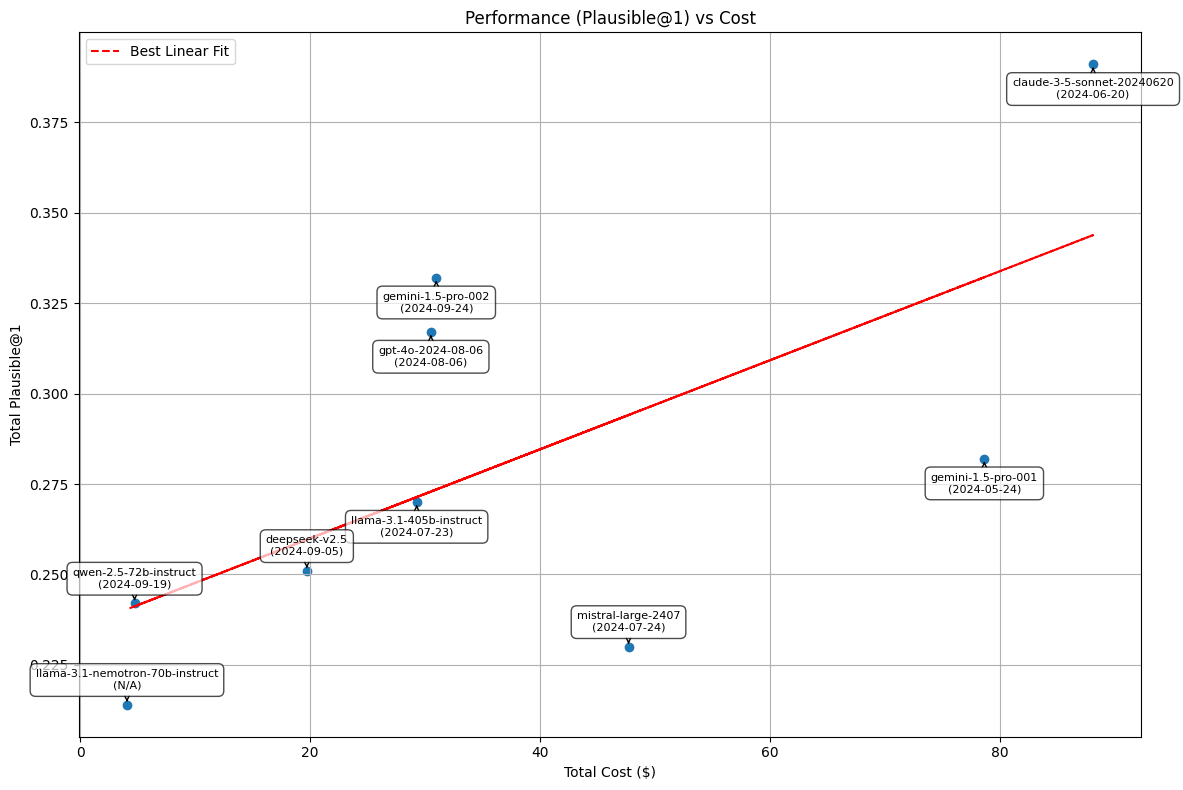 Performance (Plausible@1) vs Cost
Best Linear Fit
claude-3-5-sonnet-20240620
(2024-06-20)
0.375
0.350
gemini-1.5-pro-002
(2024-09-24)
0.325
gpt-4o-2024-08-06
(2024-08-06)
0.300
gemini-1.5-pro-001
(2024-05-24)
0.275
llama-3.1-405b-instruct
(2024-07-23)
deepseek-v2.5
(2024-09-05)
qwen-2.5-72b-instruct
(2024-09-19)
0.250
mistral-large-2407
(2024-07-24)
0.225
llama-3.1-nemotron-70b-instruct
(N/A)
Total Plausible@1
0 20 40 60 80
Total Cost ($)